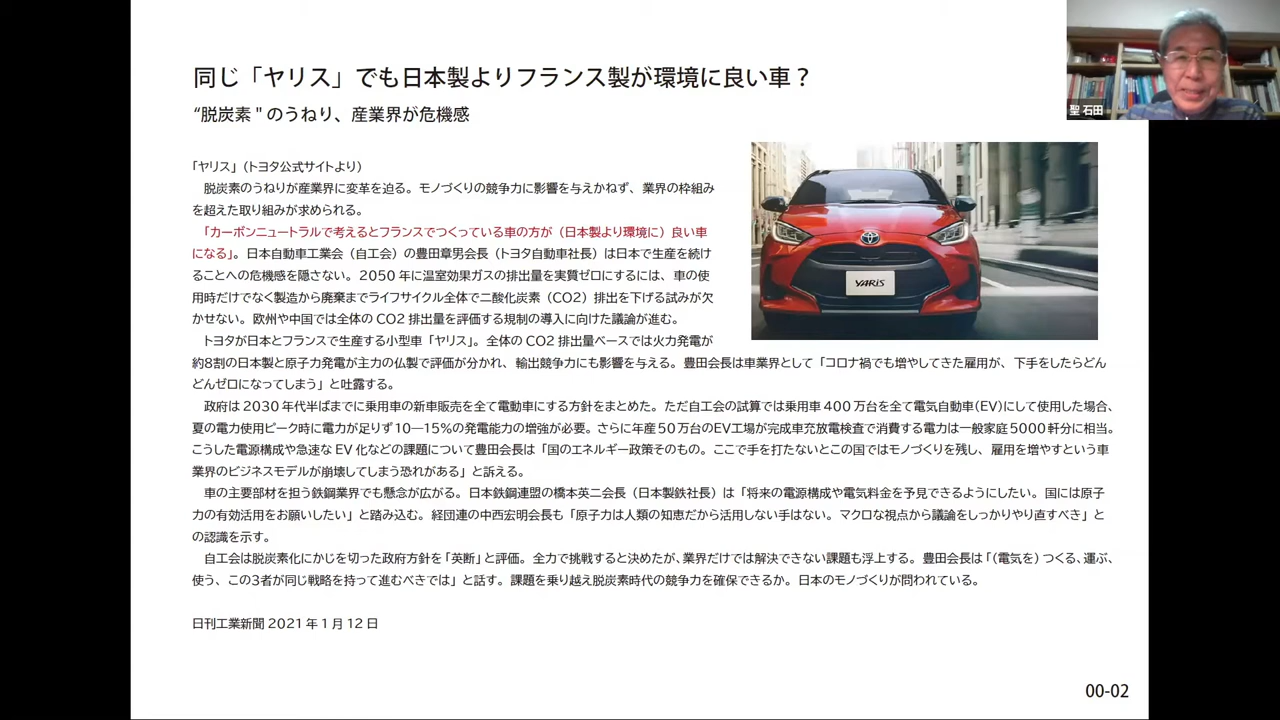 同じ「ヤリス」でも日本製よりフランス製が環境に良い車？
“脱炭素"のうねり、産業界が危機感
聖 石田
「ヤリス」（トヨタ公式サイトより）
脱炭素のうねりが産業界に変革を迫る。モノづくりの競争力に影響を与えかねず、業界の枠組み
を超えた取り組みが求められる。
「カーボンニュートラルで考えるとフランスでつくっている車の方が（日本製より環境に）良い車
になる」。日本自動車工業会（自工会）の豊田章男会長（トヨタ自動車社長）は日本で生産を続け
ることへの危機感を隠さない。2050年に温室効果ガスの排出量を実質ゼロにするには、車の使
用時だけでなく製造から廃棄までライフサイクル全体で二酸化炭素（CO2）排出を下げる試みが欠
かせない。欧州や中国では全体のCO2排出量を評価する規制の導入に向けた議論が進む。
トヨタが日本とフランスで生産する小型車「ヤリス」。全体のCO2排出量ベースでは火力発電が
約8割の日本製と原子力発電が主力の仏製で評価が分かれ、輸出競争力にも影響を与える。豊田会長は車業界として「コロナ禍でも増やしてきた雇用が、下手をしたらどん
どんゼロになってしまう」と吐露する。
政府は2030年代半ばまでに乗用車の新車販売を全て電動車にする方針をまとめた。ただ自工会の試算では乗用車400万台を全て電気自動車（EV）にして使用した場合、
夏の電力使用ピーク時に電力が足りず10―15%の発電能力の増強が必要。さらに年産50万台のEV工場が完成車充放電検査で消費する電力は一般家庭5000軒分に相当。
こうした電源構成や急速なEV化などの課題について豊田会長は「国のエネルギー政策そのもの。ここで手を打たないとこの国ではモノづくりを残し、雇用を増やすという車
業界のビジネスモデルが崩壊してしまう恐れがある」と訴える。
車の主要部材を担う鉄鋼業界でも懸念が広がる。日本鉄鋼連盟の橋本英二会長（日本製鉄社長）は「将来の電源構成や電気料金を予見できるようにしたい。国には原子
力の有効活用をお願いしたい」と踏み込む。経団連の中西宏明会長も「原子力は人類の知恵だから活用しない手はない。マクロな視点から議論をしっかりやり直すべき」と
の認識を示す。
自工会は脱炭素化にかじを切った政府方針を「英断」と評価。全力で挑戦すると決めたが、業界だけでは解決できない課題も浮上する。豊田会長は「（電気を）つくる、運ぶ、
使う、この3者が同じ戦略を持って進むべきでは」と話す。課題を乗り越え脱炭素時代の競争力を確保できるか。日本のモノづくりが問われている。
YARiS
日刊工業新聞2021年1月12日
00-02